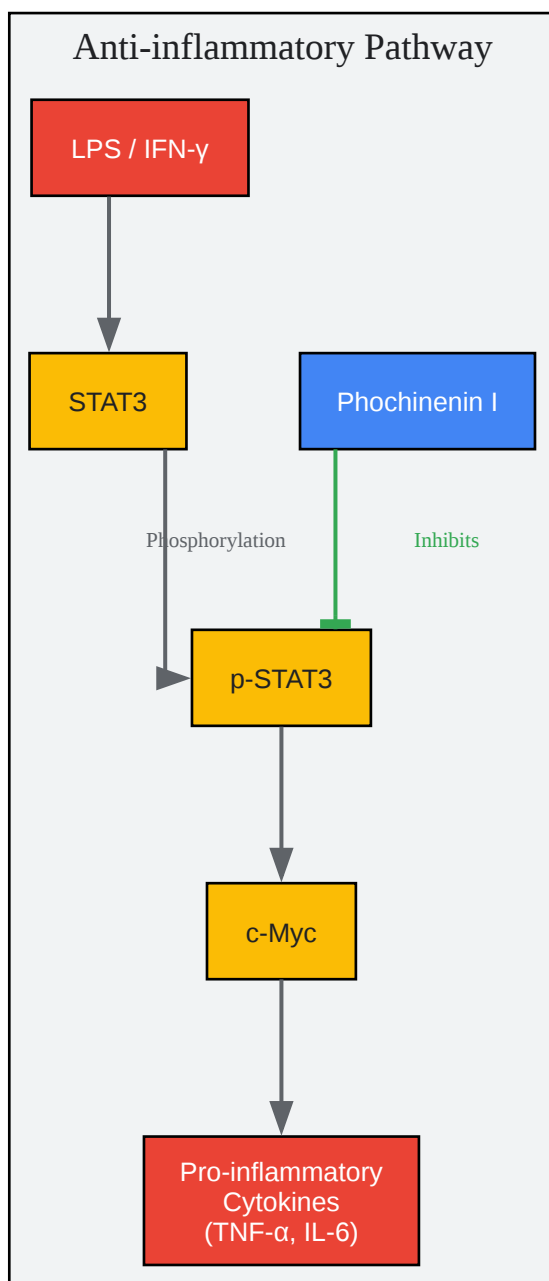 Anti-inflammatory Pathway
LPS / IFN-γ
STAT3
Phochinenin I
Phosphorylation
Inhibits
p-STAT3
c-Myc
Pro-inflammatory
Cytokines
(TNF-α, IL-6)